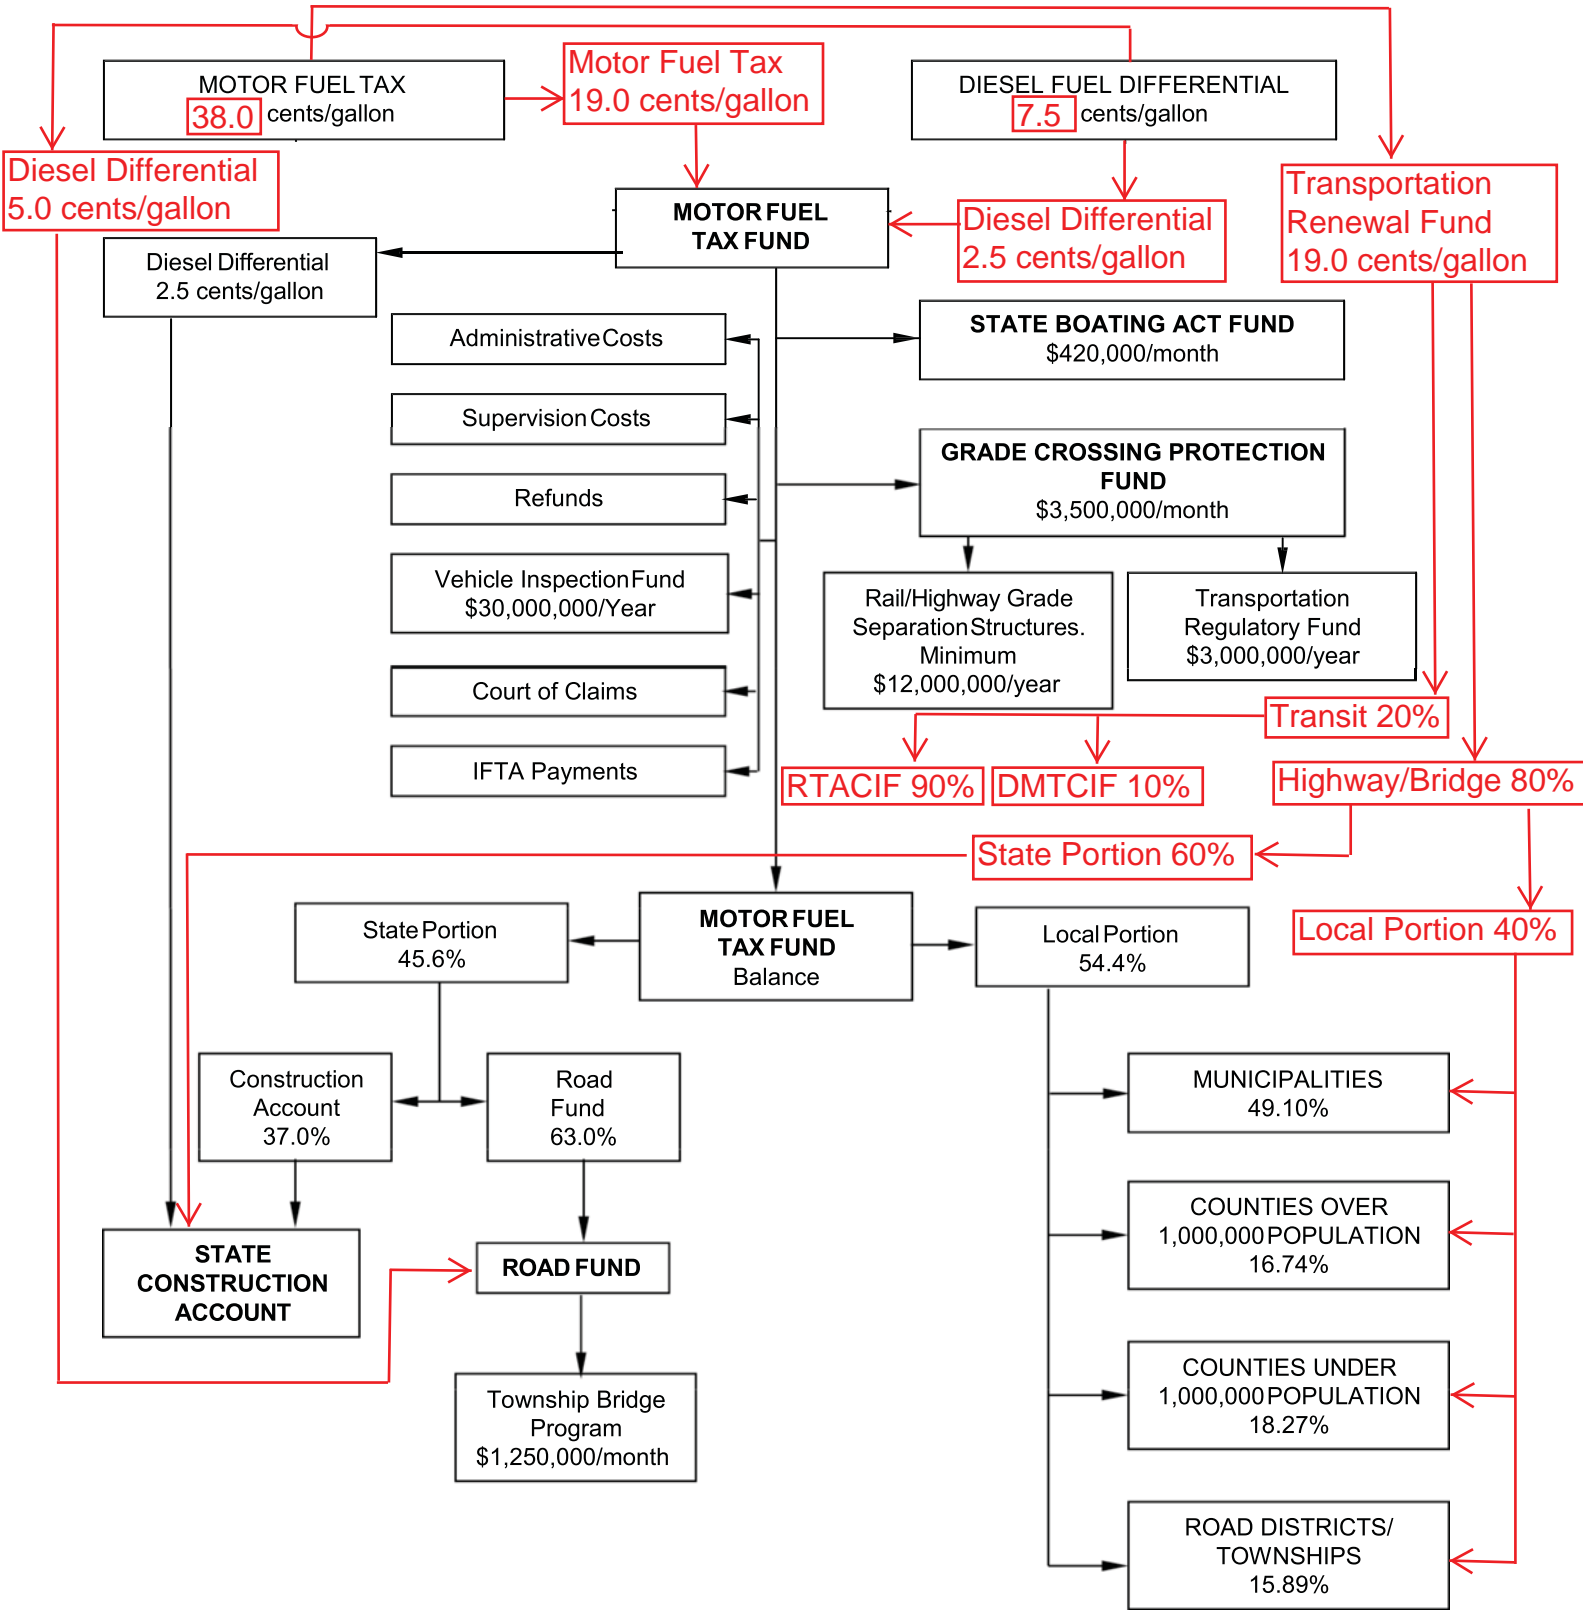 MOTOR FUEL TAX
38.0 cents/gallon
Motor Fuel Tax
19.0 cents/gallon
DIESEL FUEL DIFFERENTIAL
7.5 cents/gallon
Diesel Differential
5.0 cents/gallon
Transportation
Renewal Fund
19.0 cents/gallon
MOTOR FUEL
TAX FUND
Diesel Differential
2.5 cents/gallon
Diesel Differential
2.5 cents/gallon
Administrative Costs
STATE BOATING ACT FUND
$420,000/month
Supervision Costs
GRADE CROSSING PROTECTION
FUND
$3,500,000/month
Refunds
Vehicle Inspection Fund
$30,000,000/Year
Rail/Highway Grade
Separation Structures.
Minimum
$12,000,000/year
Transportation
Regulatory Fund
$3,000,000/year
Court of Claims
Transit 20%
IFTA Payments
RTACIF 90%
DMTCIF 10%
Highway/Bridge 80%
State Portion 60%
Local Portion 40%
State Portion
45.6%
MOTOR FUEL
TAX FUND
Balance
Local Portion
54.4%
Construction
Account
37.0%
Road
Fund
63.0%
MUNICIPALITIES
49.10%
COUNTIES OVER
1,000,000 POPULATION
16.74%
STATE
CONSTRUCTION
ACCOUNT
ROAD FUND
COUNTIES UNDER
1,000,000 POPULATION
18.27%
Township Bridge
Program
$1,250,000/month
ROAD DISTRICTS/
TOWNSHIPS
15.89%